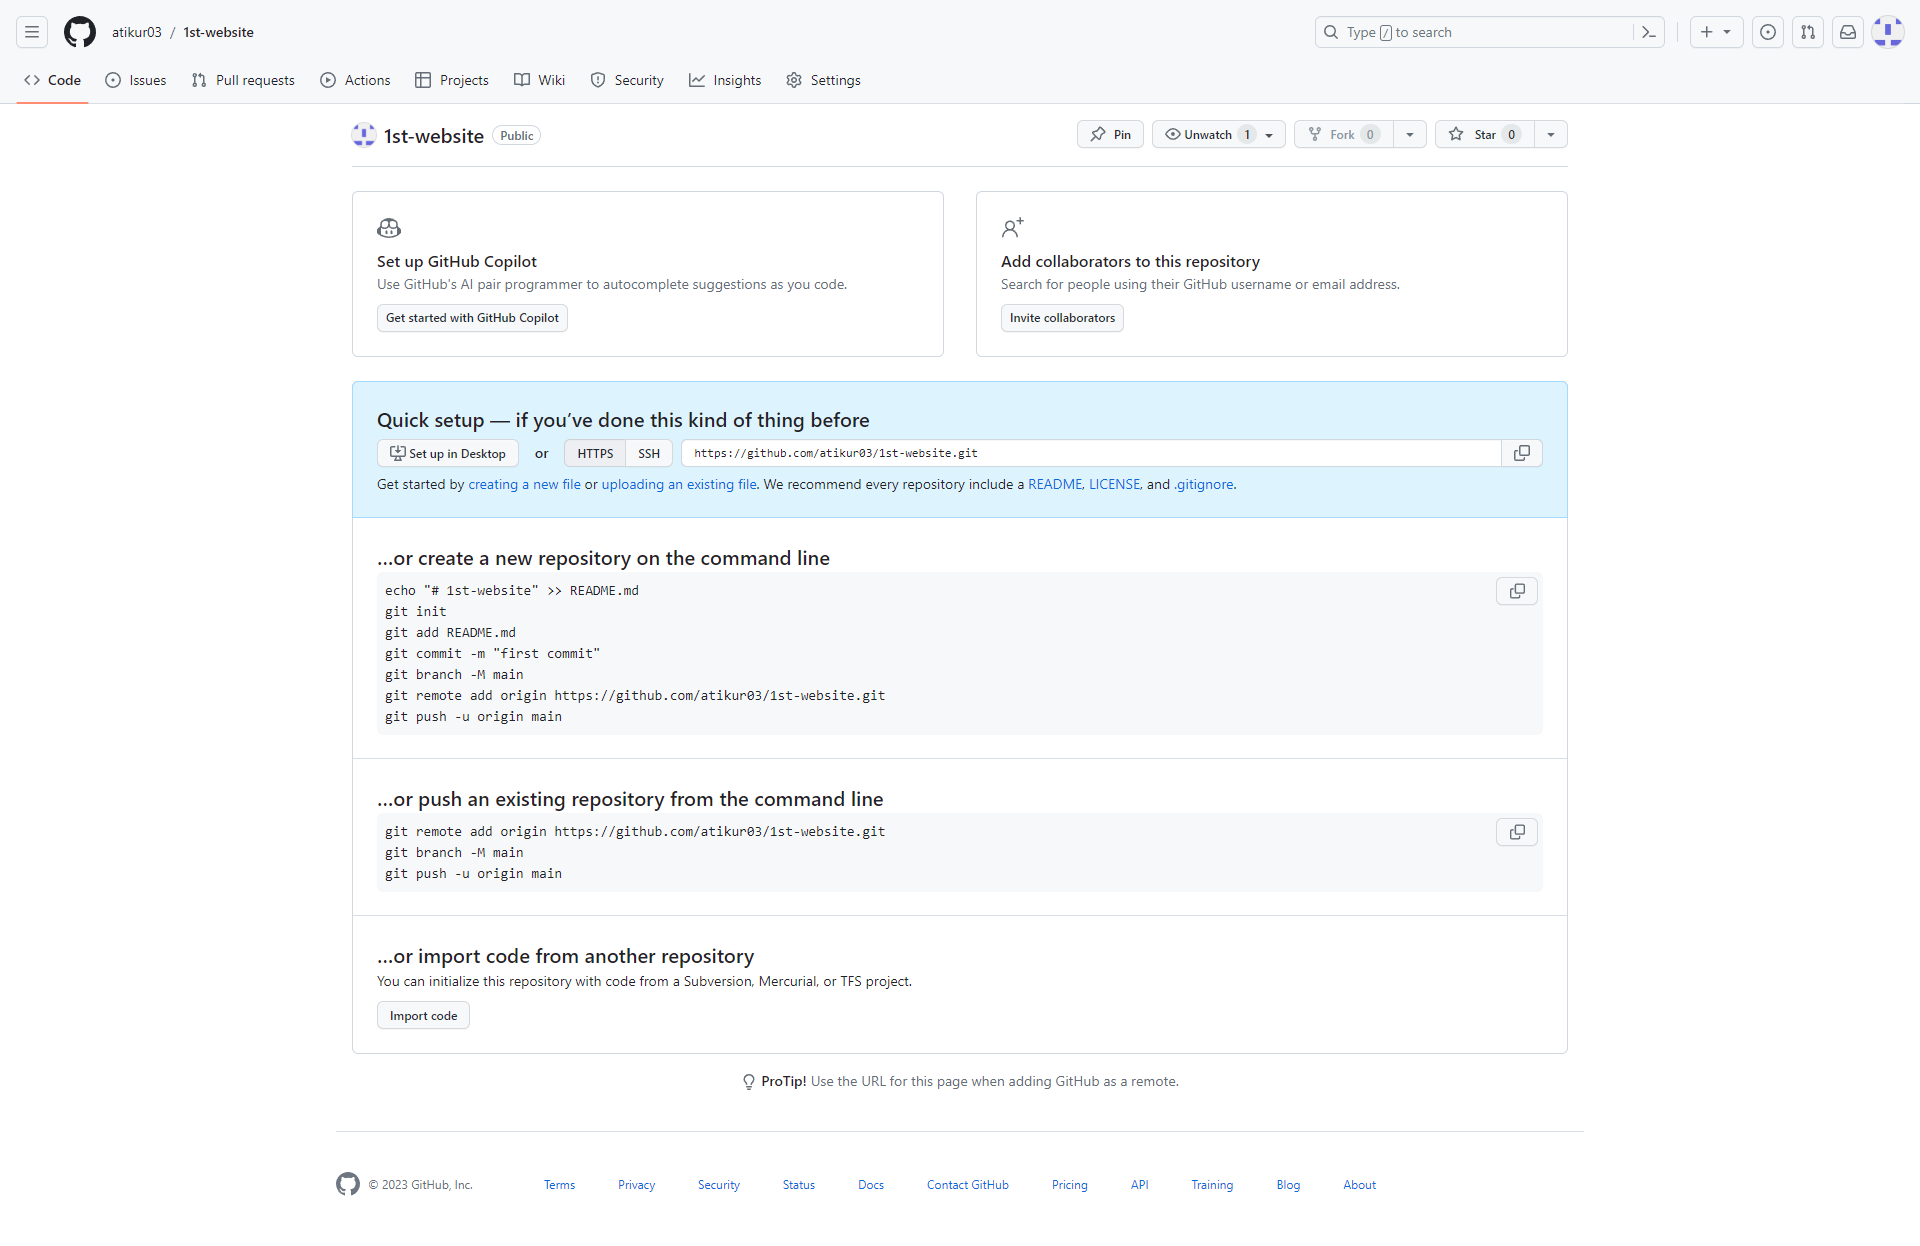 atikur03 / 1st-website
Type / to search
Code Issues Pull requests Actions Projects Wiki Security Insights Settings
1st-website Public
Pin Unwatch 1 Fork 0 Star 0
Set up GitHub Copilot
Use GitHub's AI pair programmer to autocomplete suggestions as you code.
Get started with GitHub Copilot
Add collaborators to this repository
Search for people using their GitHub username or email address.
Invite collaborators
Quick setup — if you’ve done this kind of thing before
Set up in Desktop or HTTPS SSH https://github.com/atikur03/1st-website.git
Get started by creating a new file or uploading an existing file. We recommend every repository include a README, LICENSE, and .gitignore.
…or create a new repository on the command line
echo "# 1st-website" >> README.md
git init
git add README.md
git commit -m "first commit"
git branch -M main
git remote add origin https://github.com/atikur03/1st-website.git
git push -u origin main
…or push an existing repository from the command line
git remote add origin https://github.com/atikur03/1st-website.git
git branch -M main
git push -u origin main
…or import code from another repository
You can initialize this repository with code from a Subversion, Mercurial, or TFS project.
Import code
ProTip! Use the URL for this page when adding GitHub as a remote.
© 2023 GitHub, Inc. Terms Privacy Security Status Docs Contact GitHub Pricing API Training Blog About